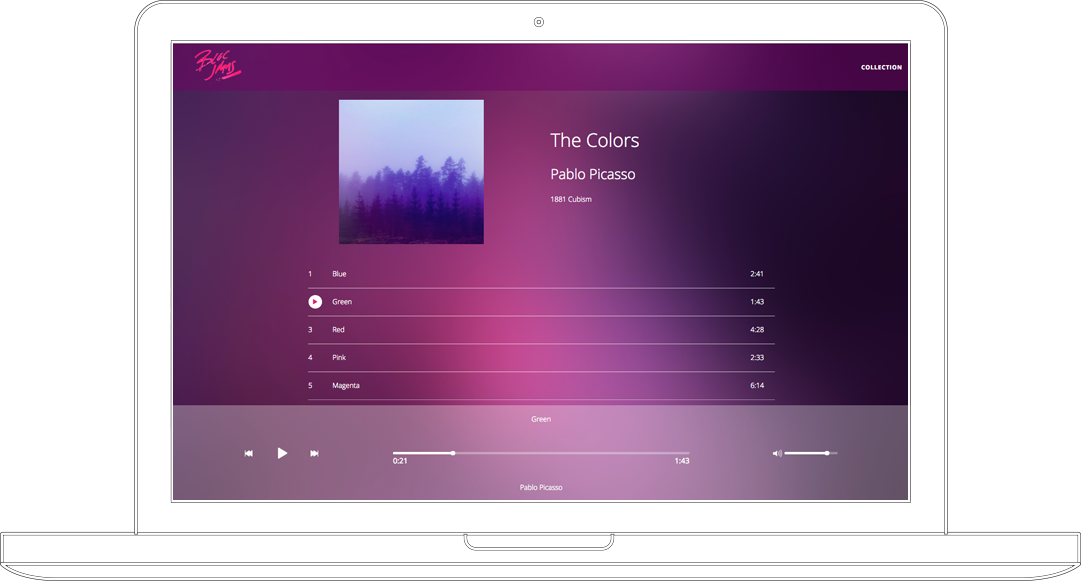 BLOC
JAMS
COLLECTION
The Colors
Pablo Picasso
1881 Cubism
1 Blue 2:41
Green 1:43
3 Red 4:28
4 Pink 2:33
5 Magenta 6:14
Green
0:21 1:43
Pablo Picasso